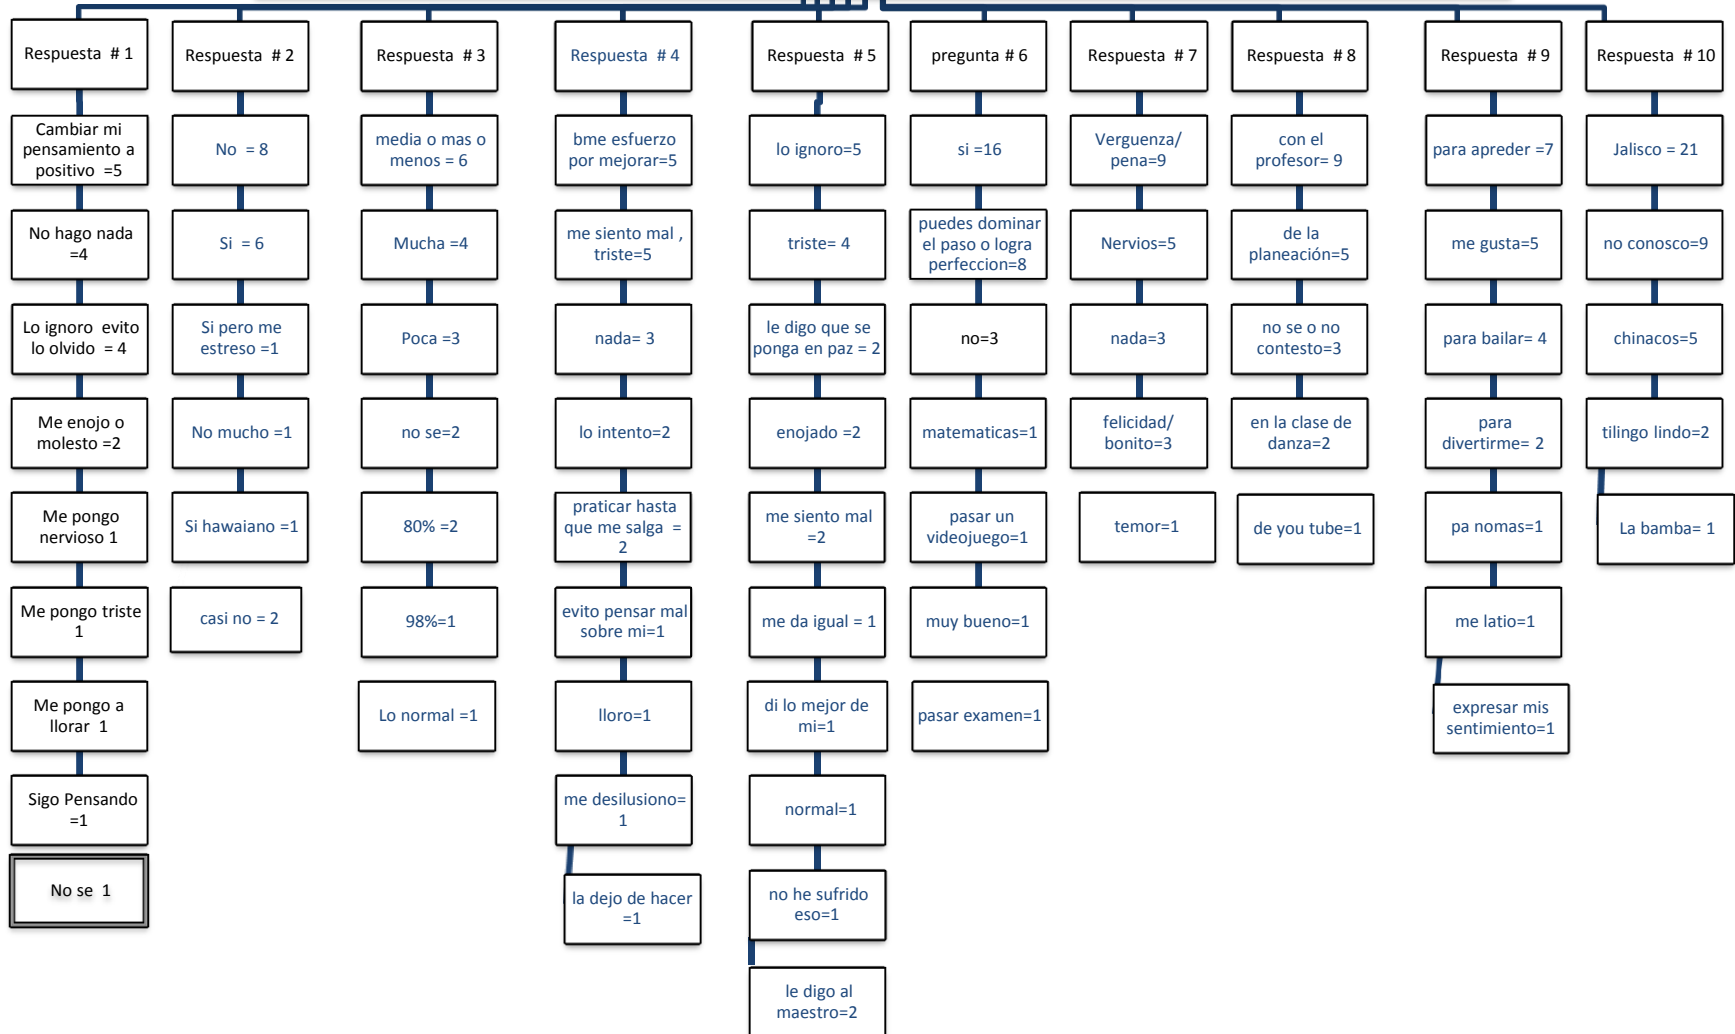 Respuesta # 1
Cambiar mi
pensamiento a
positivo =5
No hago nada
=4
Lo ignoro evito
lo olvido = 4
Me enojo o
molesto =2
Me pongo
nervioso 1
Me pongo triste
1
Me pongo a
llorar 1
Sigo Pensando
=1
No se 1
Respuesta # 2
No = 8
Si = 6
Si pero me
estreso =1
No mucho =1
Si hawaiano =1
casi no = 2
Respuesta # 3
media o mas o
menos = 6
Mucha =4
Poca =3
no se=2
80% =2
98%=1
Lo normal =1
Respuesta # 4
bme esfuerzo
por mejorar=5
me siento mal ,
triste=5
nada= 3
lo intento=2
praticar hasta
que me salga =
2
evito pensar mal
sobre mi=1
lloro=1
me desilusiono=
1
la dejo de hacer
=1
Respuesta # 5
lo ignoro=5
triste= 4
le digo que se
ponga en paz = 2
enojado =2
me siento mal
=2
me da igual = 1
di lo mejor de
mi=1
normal=1
no he sufrido
eso=1
le digo al
maestro=2
pregunta # 6
si =16
puedes dominar
el paso o logra
perfeccion=8
no=3
matematicas=1
pasar un
videojuego=1
muy bueno=1
pasar examen=1
Respuesta # 7
Verguenza/
pena=9
Nervios=5
nada=3
felicidad/
bonito=3
temor=1
Respuesta # 8
con el
profesor= 9
de la
planeación=5
no se o no
contesto=3
en la clase de
danza=2
de you tube=1
Respuesta # 9
para apreder =7
me gusta=5
para bailar= 4
para
divertirme= 2
pa nomas=1
me latio=1
expresar mis
sentimiento=1
Respuesta # 10
Jalisco = 21
no conosco=9
chinacos=5
tilingo lindo=2
La bamba= 1